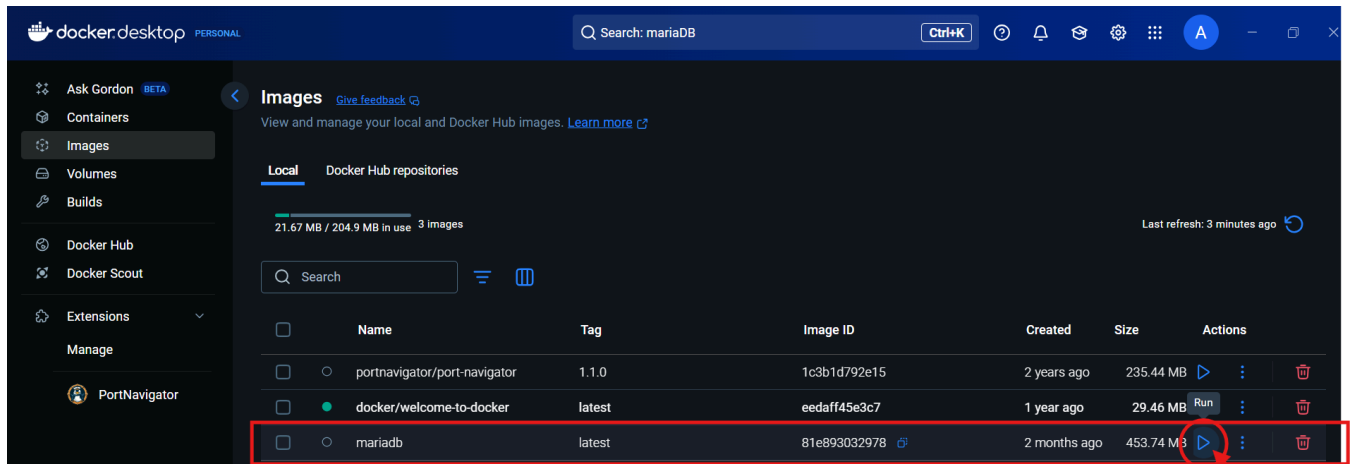 docker.desktop PERSONAL
Search: mariaDB
Ctrl+K
A
Ask Gordon BETA
Containers
Images
Volumes
Builds
Docker Hub
Docker Scout
Extensions
Manage
PortNavigator
Images Give feedback
View and manage your local and Docker Hub images. Learn more
Local Docker Hub repositories
21.67 MB / 204.9 MB in use 3 images
Last refresh: 3 minutes ago
Search
Name Tag Image ID Created Size Actions
portnavigator/port-navigator 1.1.0 1c3b1d792e15 2 years ago 235.44 MB
docker/welcome-to-docker latest eedaff45e3c7 1 year ago 29.46 MB
Run
mariadb latest 81e893032978 2 months ago 453.74 MB